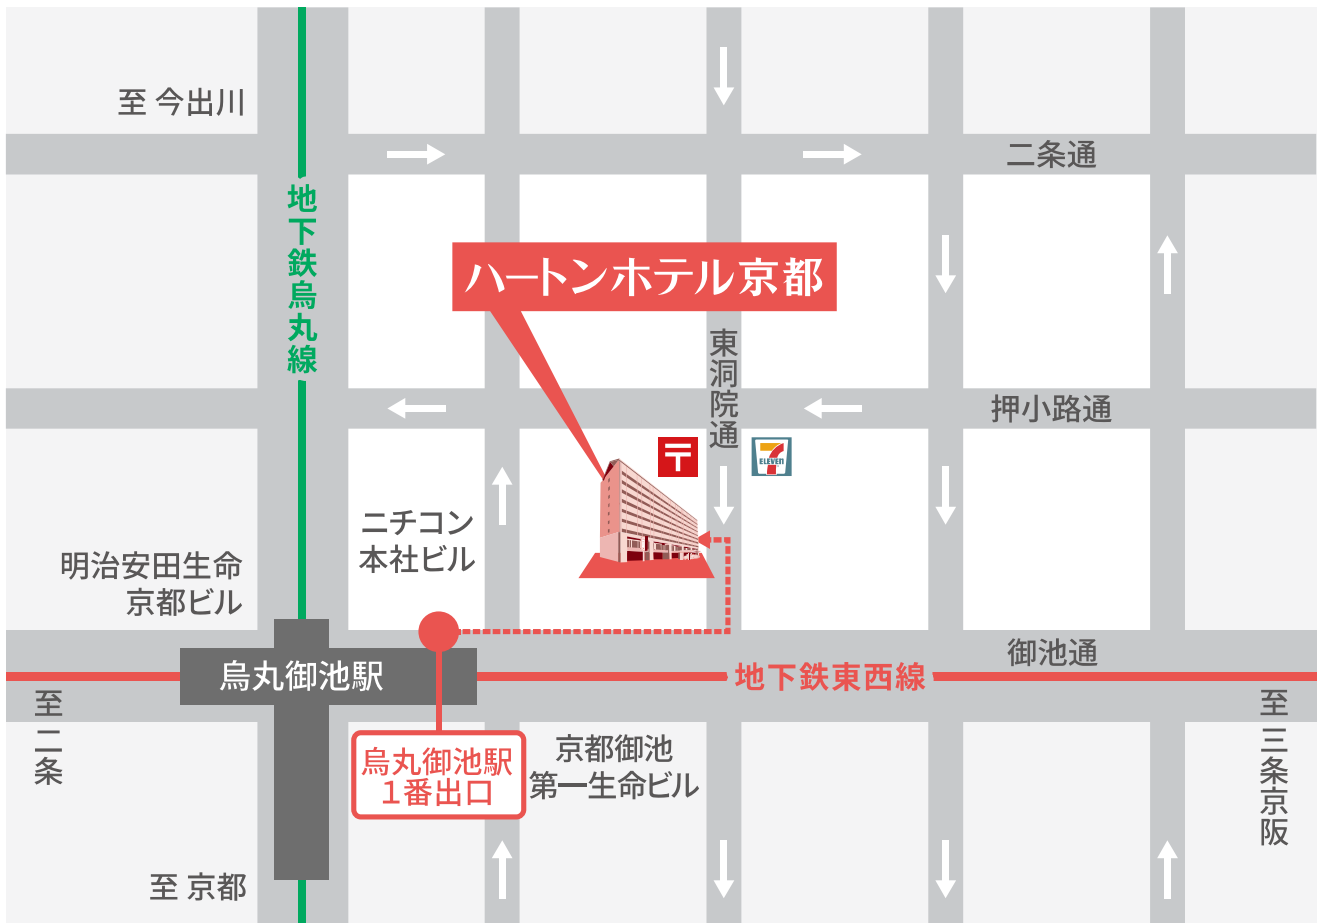 至 今出川
二条通
地下鉄烏丸線
ハートンホテル京都
東洞院通
押小路通
〒
7
ELEVEN
ニチコン
本社ビル
明治安田生命
京都ビル
御池通
烏丸御池駅
地下鉄東西線
至 二条
至 三条京阪
烏丸御池駅
1番出口
京都御池
第一生命ビル
至 京都